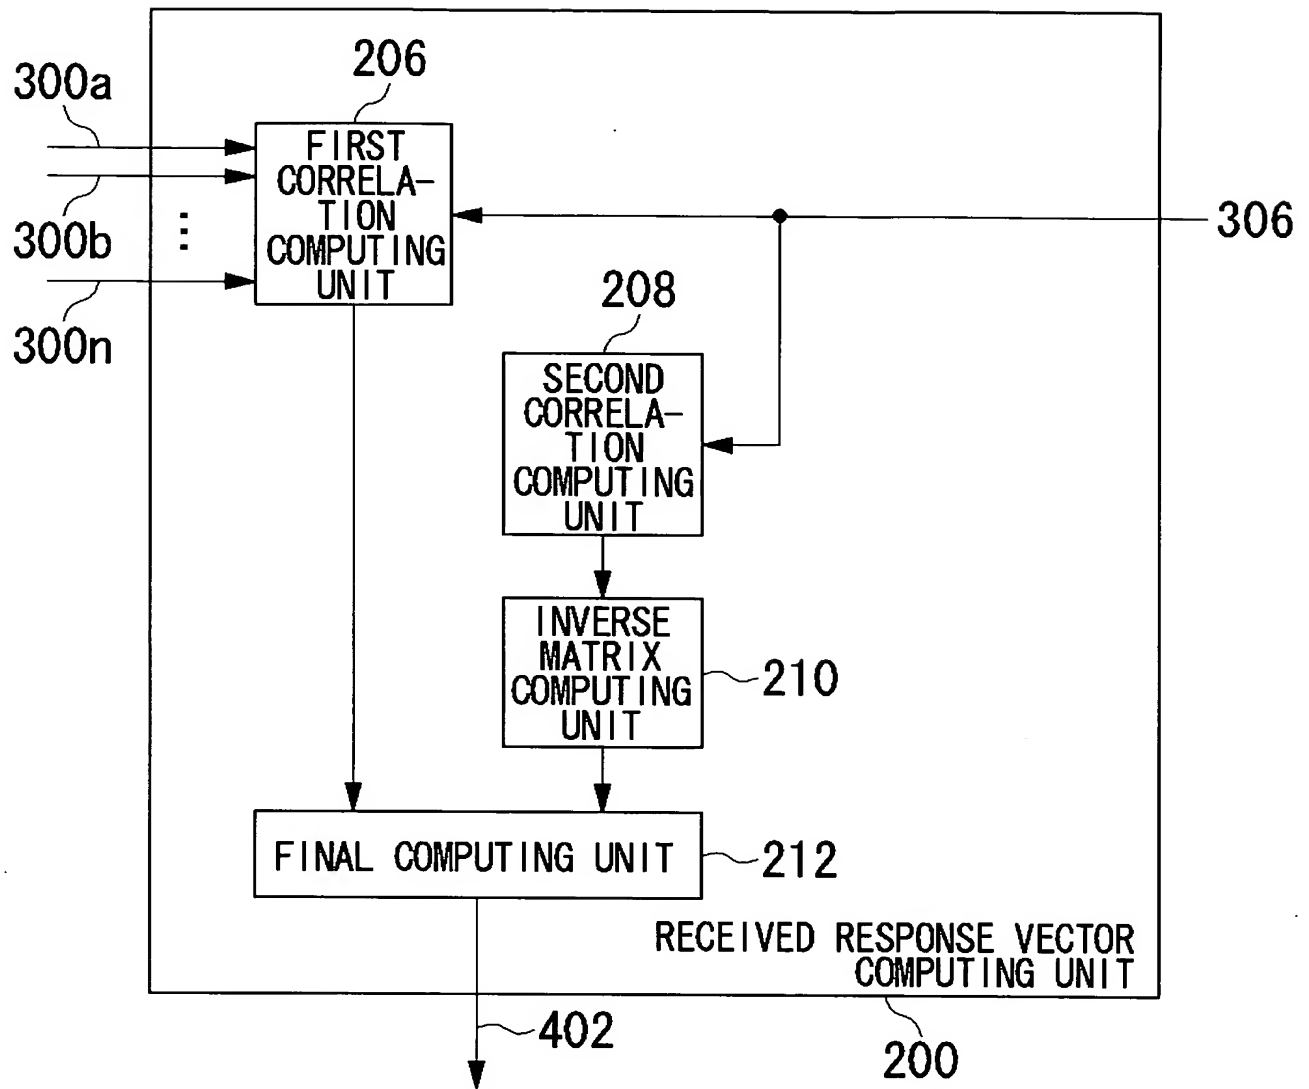 206
300a
FIRST
CORRELA-
TION
COMPUTING
UNIT
300b
306
300n
208
SECOND
CORRELA-
TION
COMPUTING
UNIT
INVERSE
MATRIX
COMPUTING
UNIT
210
FINAL COMPUTING UNIT
212
RECEIVED RESPONSE VECTOR
COMPUTING UNIT
402
200